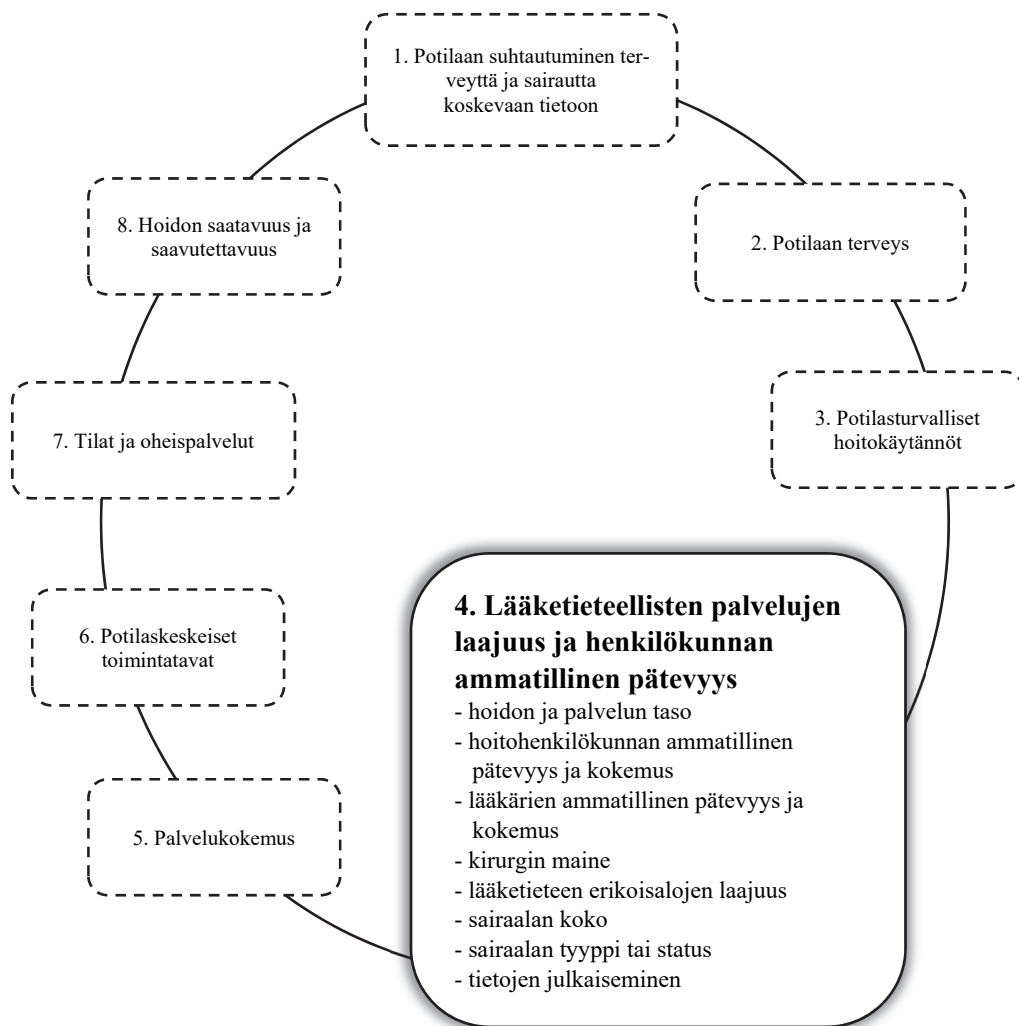 1. Potilaan suhtautuminen ter-
veyttä ja sairautta
koskevaan tietoon
2. Potilaan terveys
3. Potilasturvalliset
hoitokäytännöt
4. Lääketieteellisten palvelujen
laajuus ja henkilökunnan
ammatillinen pätevyys
- hoidon ja palvelun taso
- hoitohenkilökunnan ammatillinen
pätevyys ja kokemus
- lääkärien ammatillinen pätevyys ja
kokemus
- kirurgin maine
- lääketieteen erikoisalojen laajuus
- sairaalan koko
- sairaalan tyyppi tai status
- tietojen julkaiseminen
5. Palvelukokemus
6. Potilaskeskeiset
toimintatavat
7. Tilat ja oheispalvelut
8. Hoidon saatavuus ja
saavutettavuus